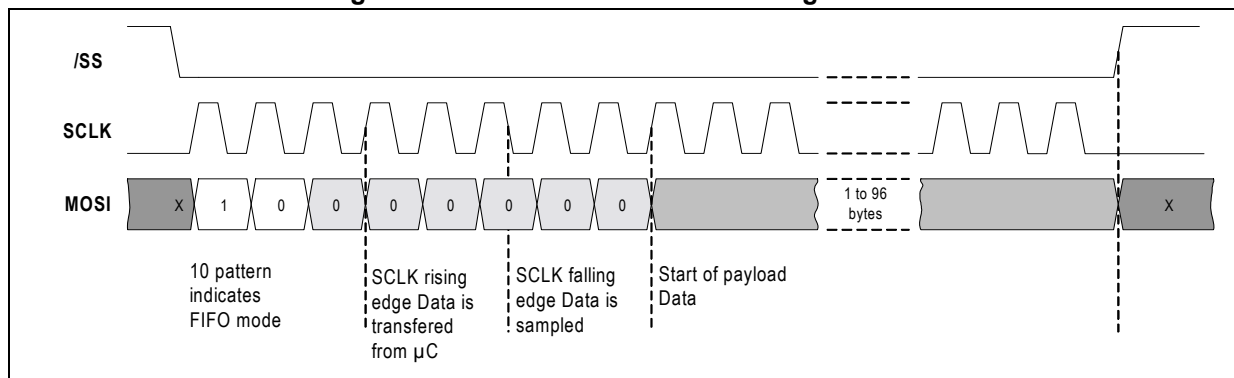 /SS
SCLK
MOSI
X 1 0 0 0 0 0 0 0
1 to 96
bytes
X
10 pattern
indicates
FIFO mode
SCLK rising
edge Data is
transfered
from µC
SCLK falling
edge Data is
sampled
Start of payload
Data